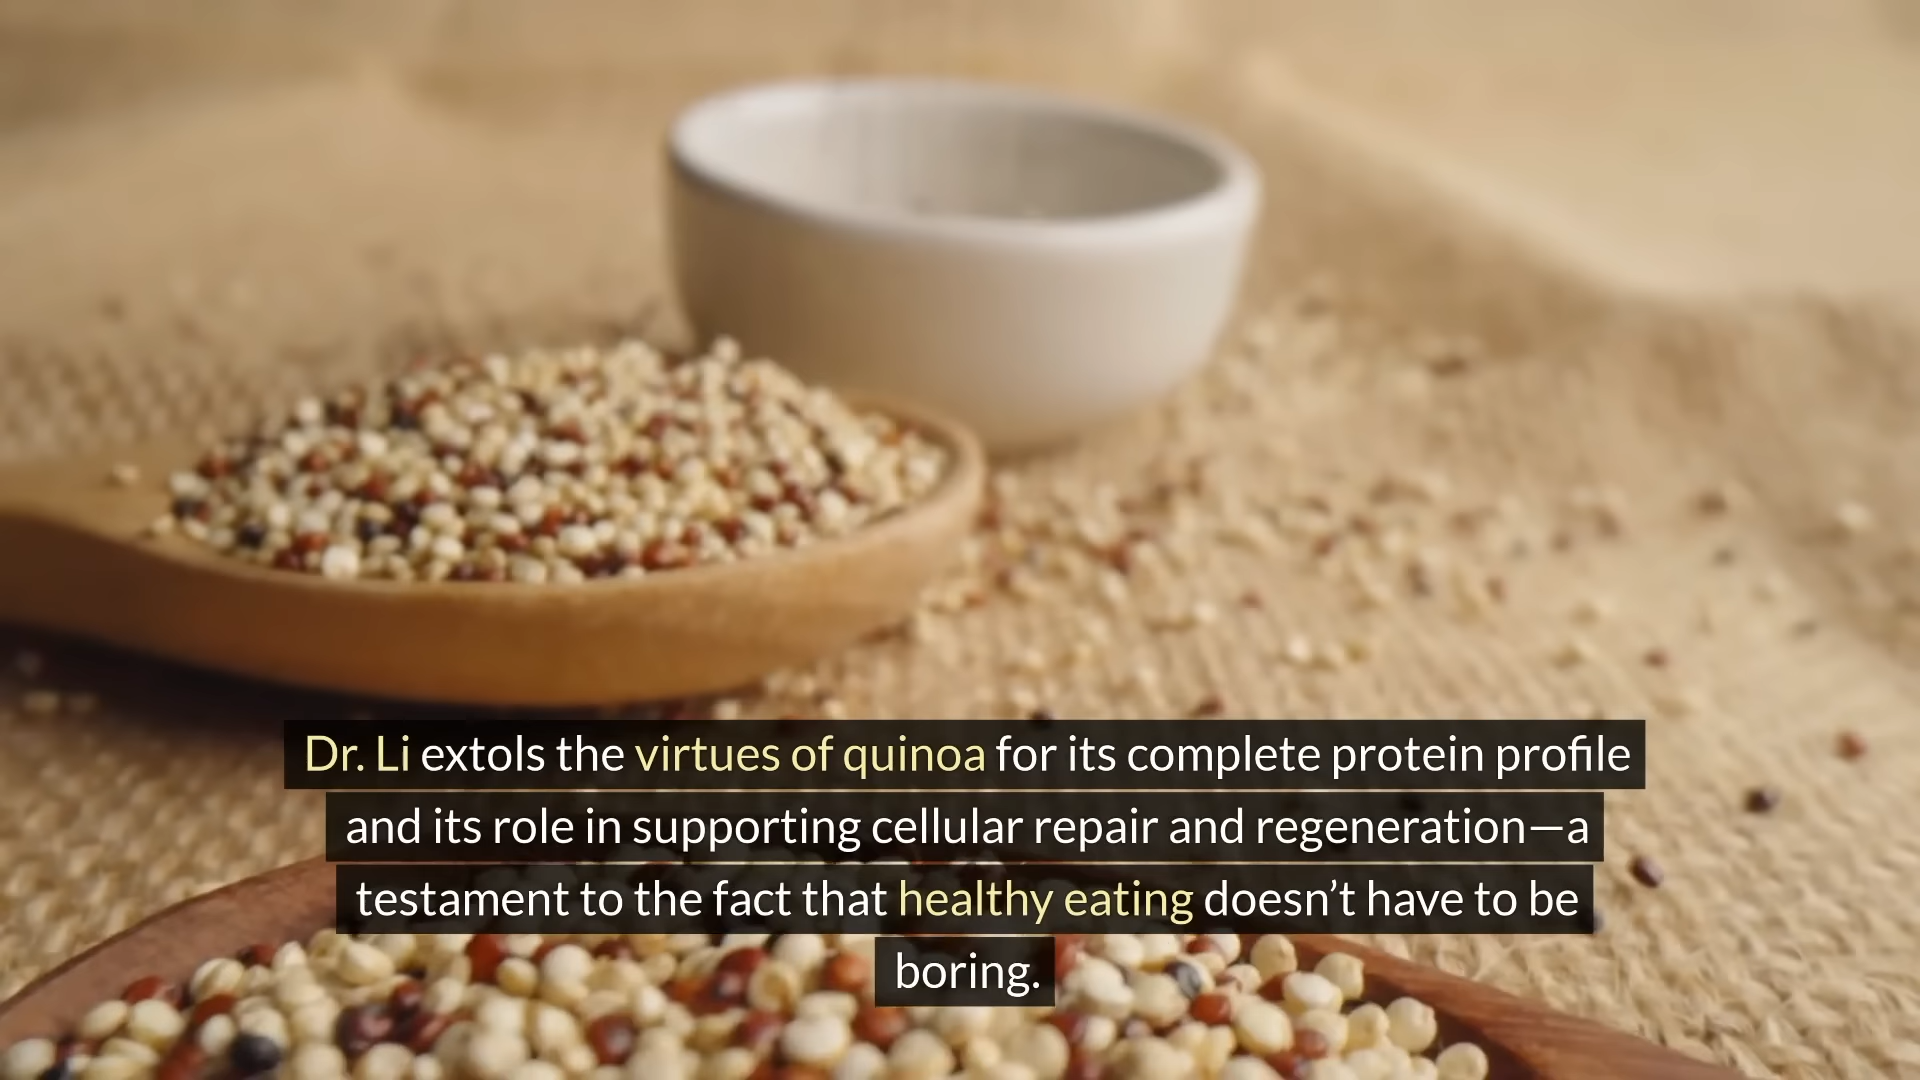 Dr. Li extols the virtues of quinoa for its complete protein profile
and its role in supporting cellular repair and regeneration—a
testament to the fact that healthy eating doesn’t have to be
boring.